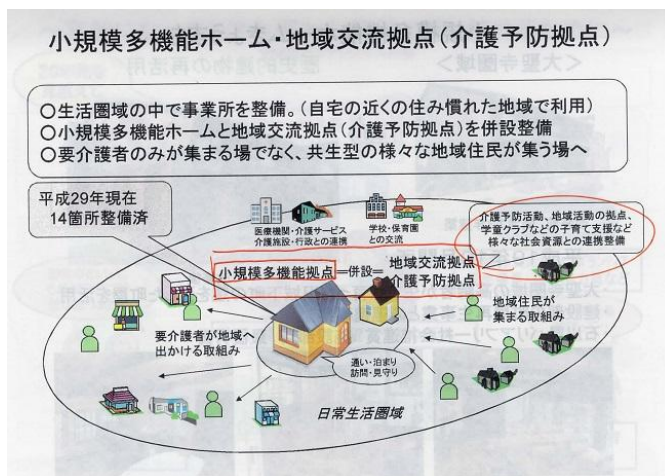 小規模多機能ホーム・地域交流拠点(介護予防拠点)
○生活圏域の中で事業所を整備。(自宅の近くの住み慣れた地域で利用)
○小規模多機能ホームと地域交流拠点(介護予防拠点)を併設整備
○要介護者のみが集まる場でなく、共生型の様々な地域住民が集う場へ
平成29年現在
14箇所整備済
医療機関・介護サービス
介護施設・行政との連携
学校・保育園
との交流
介護予防活動、地域活動の拠点、
学童クラブなどの子育て支援など
様々な社会資源との連携整備
小規模多機能拠点=併設=
地域交流拠点
介護予防拠点
要介護者が地域へ
出かける取組み
地域住民が
集まる取組み
通い・泊まり
訪問・見守り
日常生活圏域